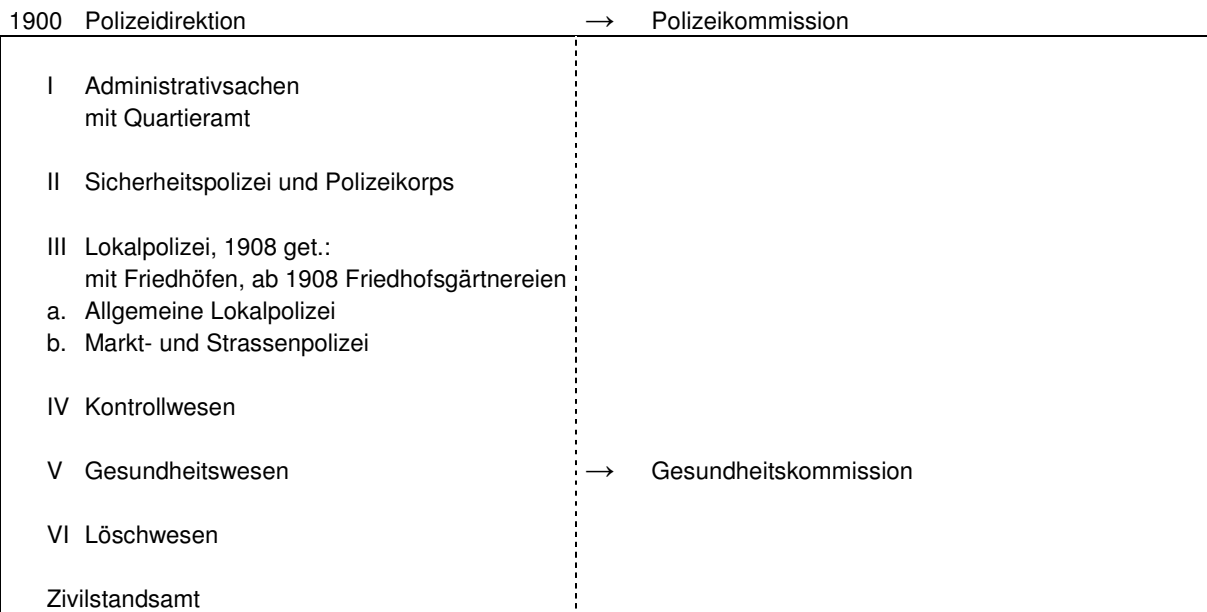 1900 Polizeidirektion → Polizeikommission
I Administrativsachen
mit Quartieramt
II Sicherheitspolizei und Polizeikorps
III Lokalpolizei, 1908 get.:
mit Friedhöfen, ab 1908 Friedhofsgärtnereien
a. Allgemeine Lokalpolizei
b. Markt- und Strassenpolizei
IV Kontrollwesen
V Gesundheitswesen → Gesundheitskommission
VI Löschwesen
Zivilstandsamt